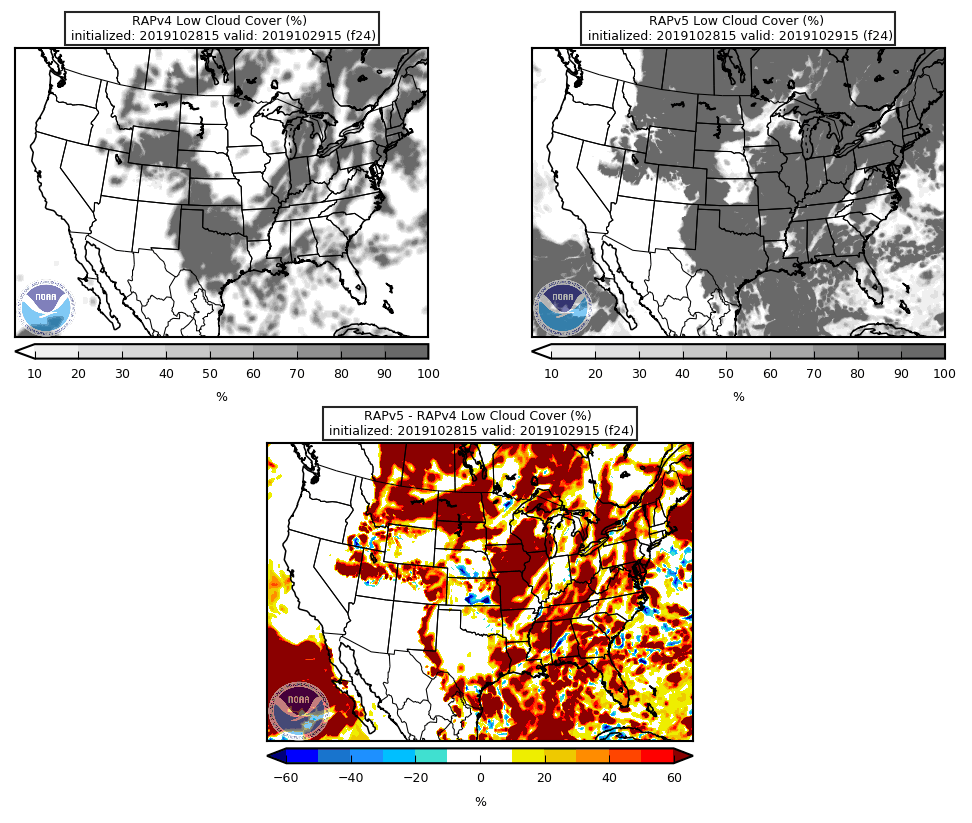 RAPv4 Low Cloud Cover (%)
initialized: 2019102815 valid: 2019102915 (f24)
RAPv5 Low Cloud Cover (%)
initialized: 2019102815 valid: 2019102915 (f24)
NOAA
NOAA
10 20 30 40 50 60 70 80 90 100
%
10 20 30 40 50 60 70 80 90 100
%
RAPv5 - RAPv4 Low Cloud Cover (%)
initialized: 2019102815 valid: 2019102915 (f24)
NOAA
−60 −40 −20 0 20 40 60
%